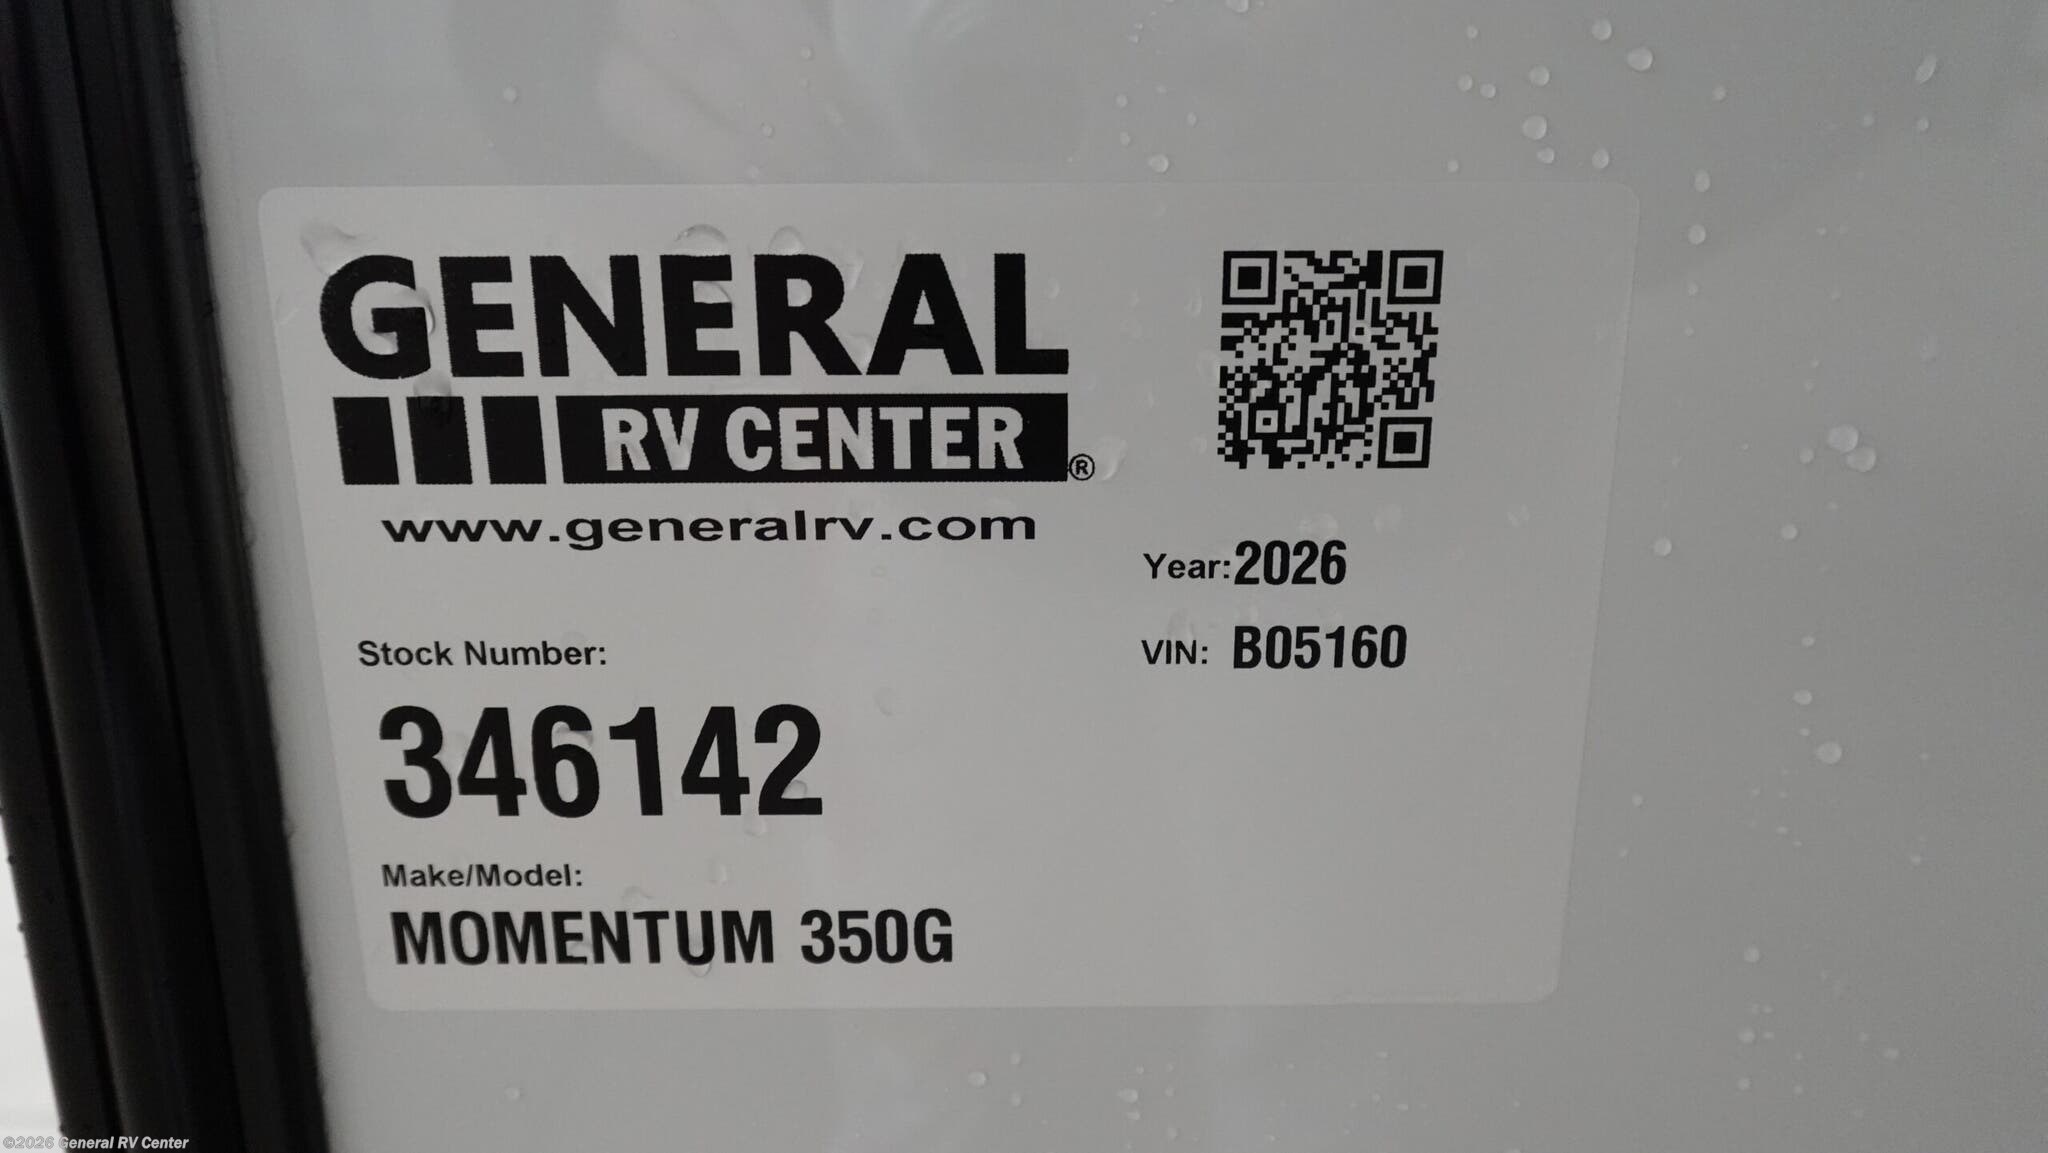 GENERAL
RV CENTER ®
www.generalrv.com
Year: 2026
VIN: B05160
Stock Number:
346142
Make/Model:
MOMENTUM 350G
©2026 General RV Center